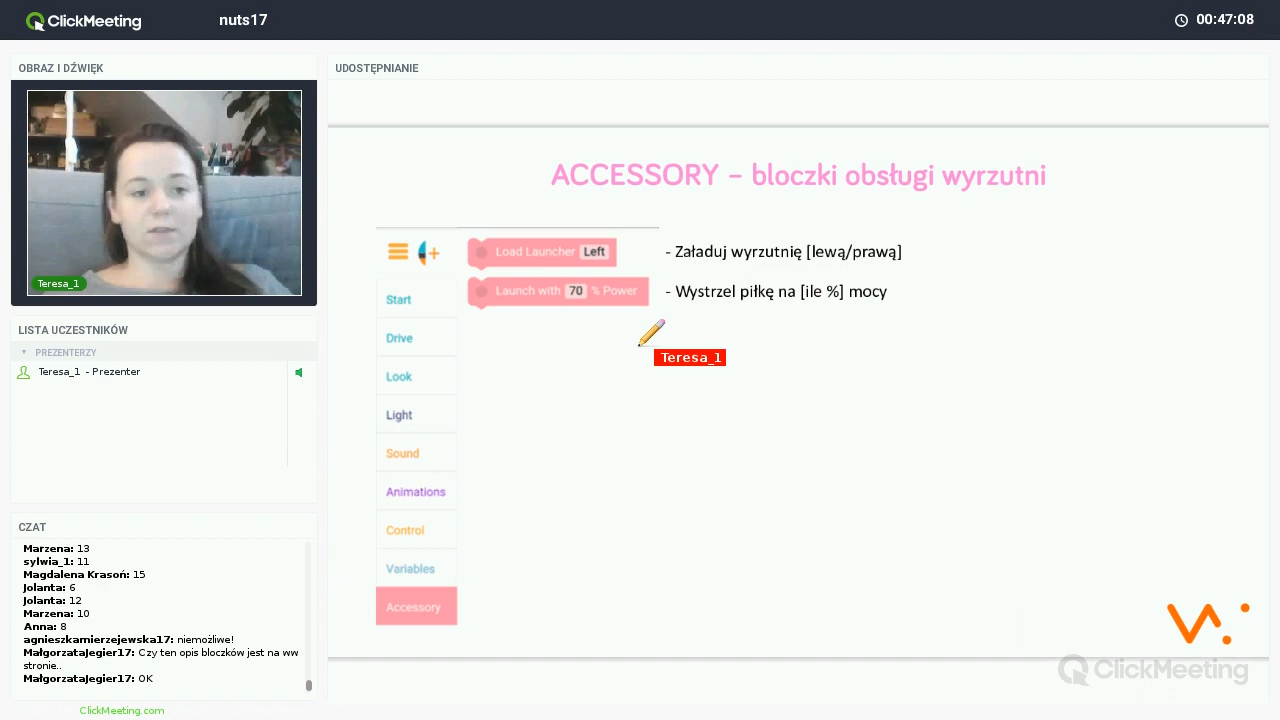 ClickMeeting
nuts17
00:47:08
OBRAZ I DŹWIĘK
Teresa_1
LISTA UCZESTNIKÓW
PREZENTERZY
Teresa_1 - Prezenter
CZAT
Marzena: 13
sylwia_1: 11
Magdalena Krasoń: 15
Jolanta: 6
Jolanta: 12
Marzena: 10
Anna: 8
agnieszkamierzejewska17: niemożliwe!
MałgorzataJegier17: Czy ten opis bloczków jest na ww
stronie..
MałgorzataJegier17: OK
ClickMeeting.com
UDOSTĘPNIANIE
ACCESSORY – bloczki obsługi wyrzutni
Load Launcher Left
- Załaduj wyrzutnię [lewą/prawą]
Launch with 70 % Power
- Wystrzel piłkę na [ile %] mocy
Teresa_1
Start
Drive
Look
Light
Sound
Animations
Control
Variables
Accessory
ClickMeeting